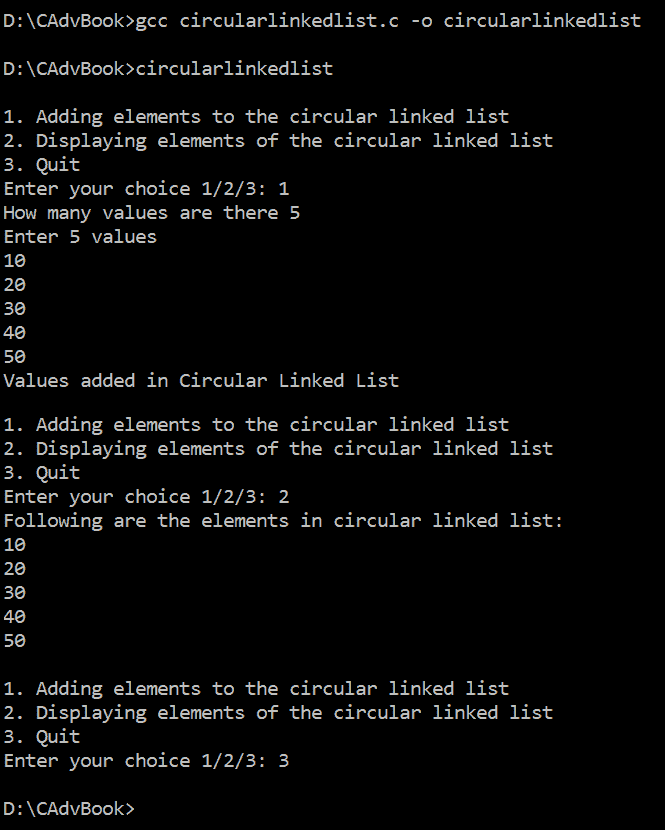 D:\CAdvBook>gcc circularlinkedlist.c -o circularlinkedlist
D:\CAdvBook>circularlinkedlist
1. Adding elements to the circular linked list
2. Displaying elements of the circular linked list
3. Quit
Enter your choice 1/2/3: 1
How many values are there 5
Enter 5 values
10
20
30
40
50
Values added in Circular Linked List
1. Adding elements to the circular linked list
2. Displaying elements of the circular linked list
3. Quit
Enter your choice 1/2/3: 2
Following are the elements in circular linked list:
10
20
30
40
50
1. Adding elements to the circular linked list
2. Displaying elements of the circular linked list
3. Quit
Enter your choice 1/2/3: 3
D:\CAdvBook>